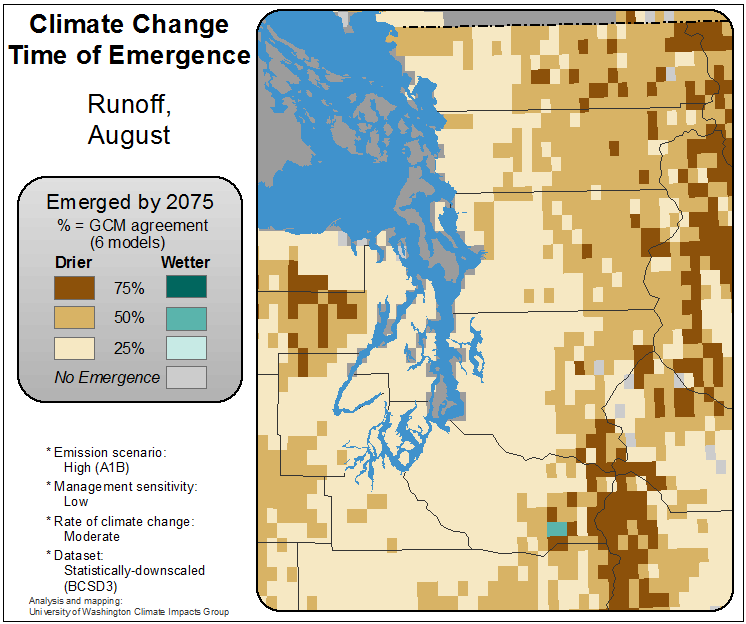 Climate Change
Time of Emergence
Runoff,
August
Emerged by 2075
% = GCM agreement
(6 models)
Drier Wetter
75%
50%
25%
No Emergence
* Emission scenario:
High (A1B)
* Management sensitivity:
Low
* Rate of climate change:
Moderate
* Dataset:
Statistically-downscaled
(BCSD3)
Analysis and mapping:
University of Washington Climate Impacts Group